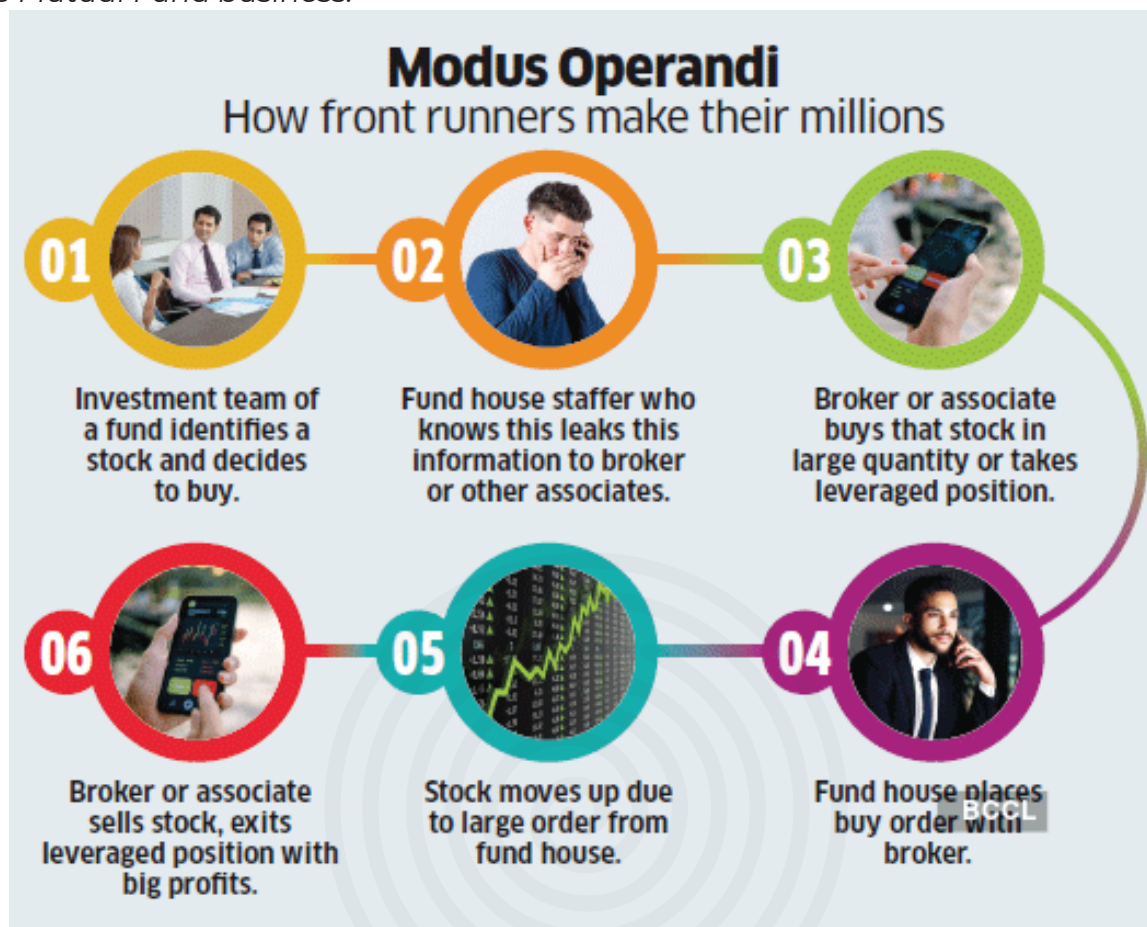 Mutual Fund business.
Modus Operandi
How front runners make their millions
01
Investment team of
a fund identifies a
stock and decides
to buy.
02
Fund house staffer who
knows this leaks this
information to broker
or other associates.
03
Broker or associate
buys that stock in
large quantity or takes
leveraged position.
04
Fund house places
buy order with
broker.
BCCL
05
Stock moves up due
to large order from
fund house.
06
Broker or associate
sells stock, exits
leveraged position with
big profits.